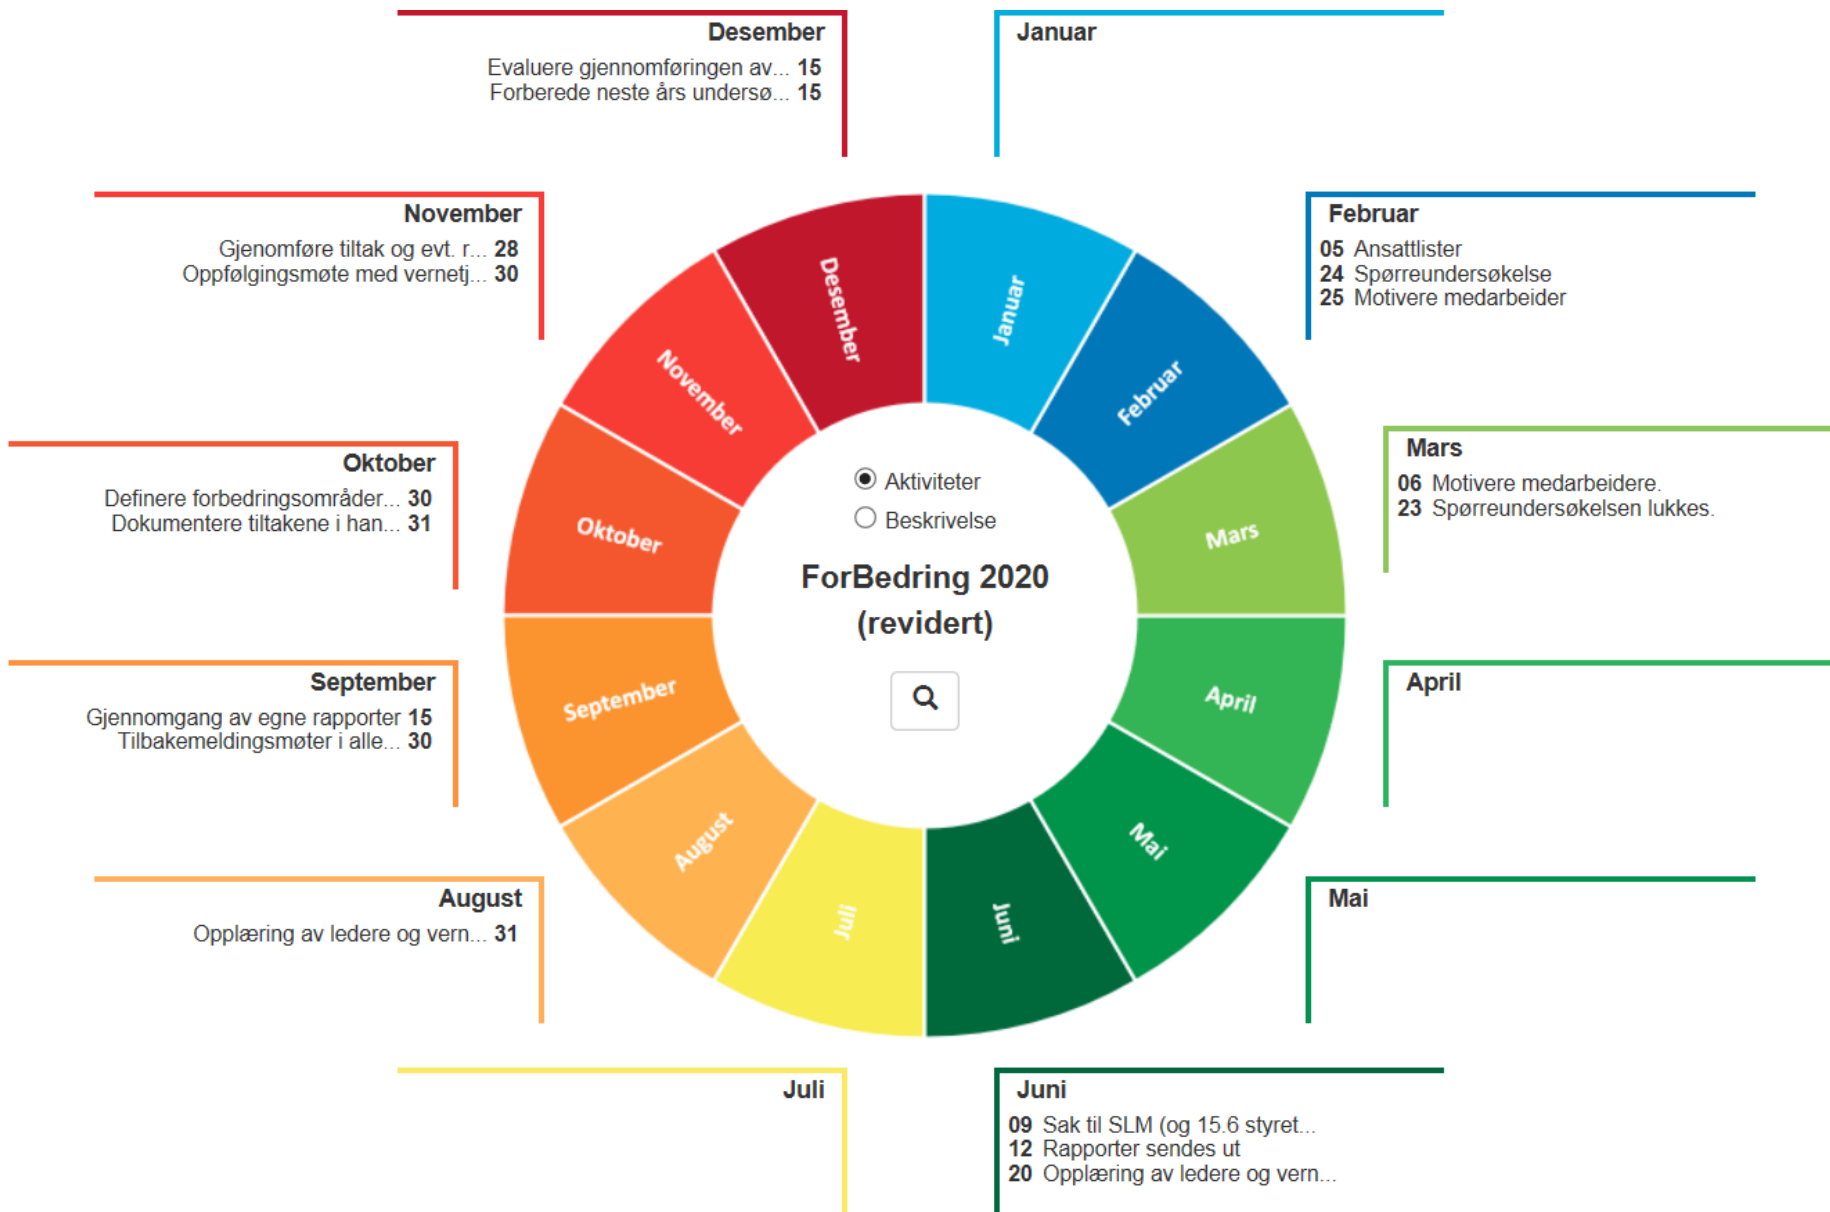 Desember
Evaluere gjennomføringen av... 15
Forberede neste års undersø... 15
Januar
November
Gjenomføre tiltak og evt. r... 28
Oppfølgingsmøte med vernetj... 30
Februar
05 Ansattlister
24 Spørreundersøkelse
25 Motivere medarbeider
Oktober
Definere forbedringsområder... 30
Dokumentere tiltakene i han... 31
Mars
06 Motivere medarbeidere.
23 Spørreundersøkelsen lukkes.
September
Gjennomgang av egne rapporter 15
Tilbakemeldingsmøter i alle... 30
April
August
Opplæring av ledere og vern... 31
Mai
Juli
Juni
09 Sak til SLM (og 15.6 styret...
12 Rapporter sendes ut
20 Opplæring av ledere og vern...
Januar
Februar
Mars
April
Mai
Juni
Juli
August
September
Oktober
November
Desember
Aktiviteter
Beskrivelse
ForBedring 2020
(revidert)